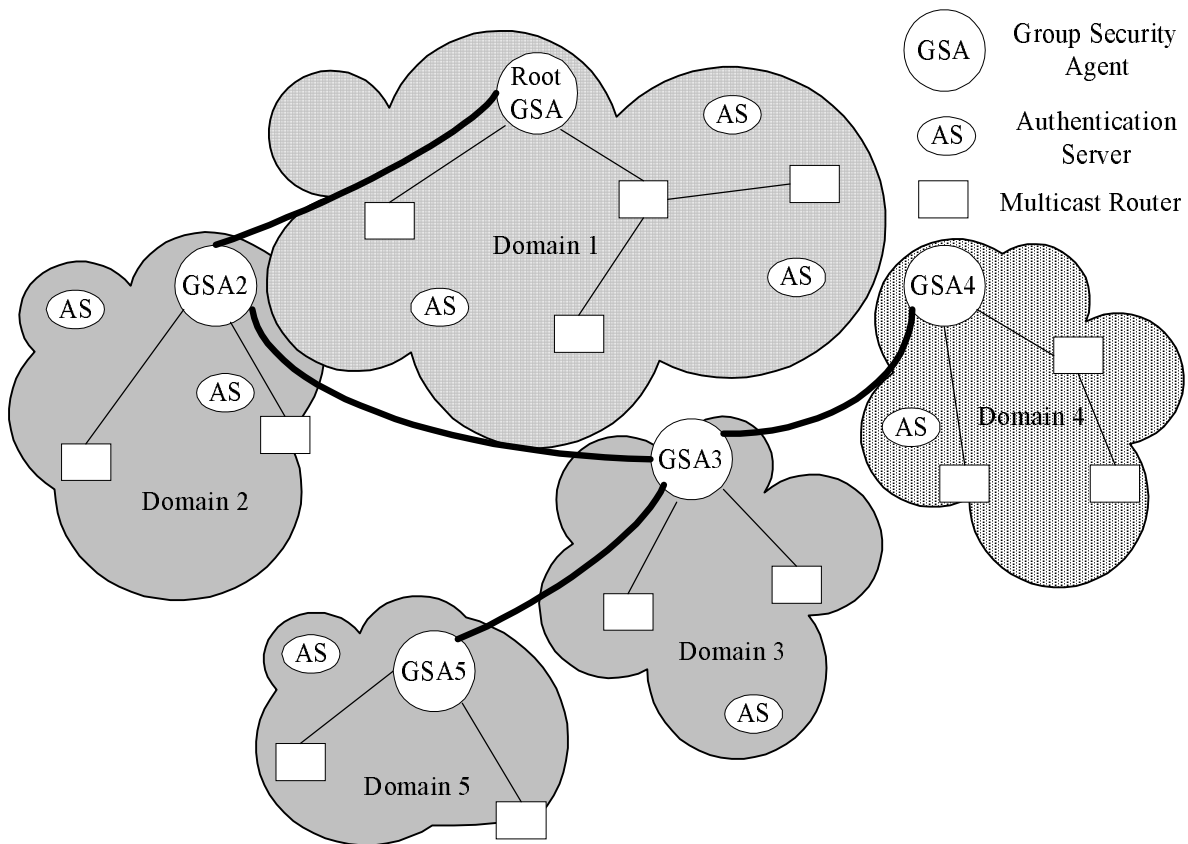 Root
GSA
AS
Domain 1
AS
AS
GSA
Group Security
Agent
AS
Authentication
Server
Multicast Router
GSA2
AS
AS
Domain 2
GSA4
Domain 4
AS
GSA3
Domain 3
AS
AS
GSA5
Domain 5